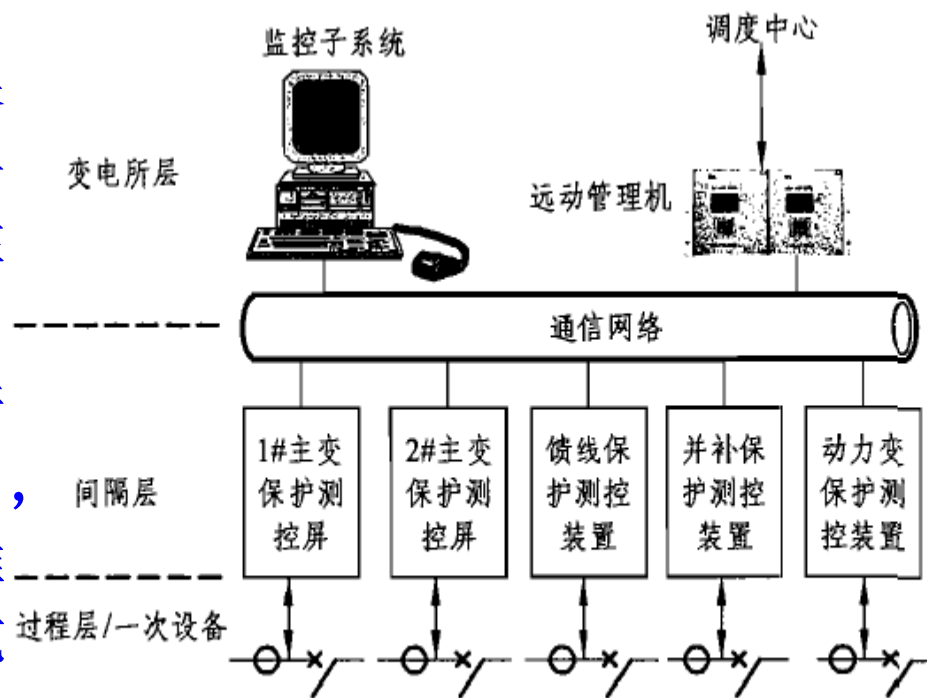 监控子系统
调度中心
变电所层
远动管理机
通信网络
1#主变
保护测
控屏
2#主变
保护测
控屏
馈线保
护测控
装置
并补保
护测控
装置
动力变
保护测
控装置
间隔层
，
过程层/一次设备